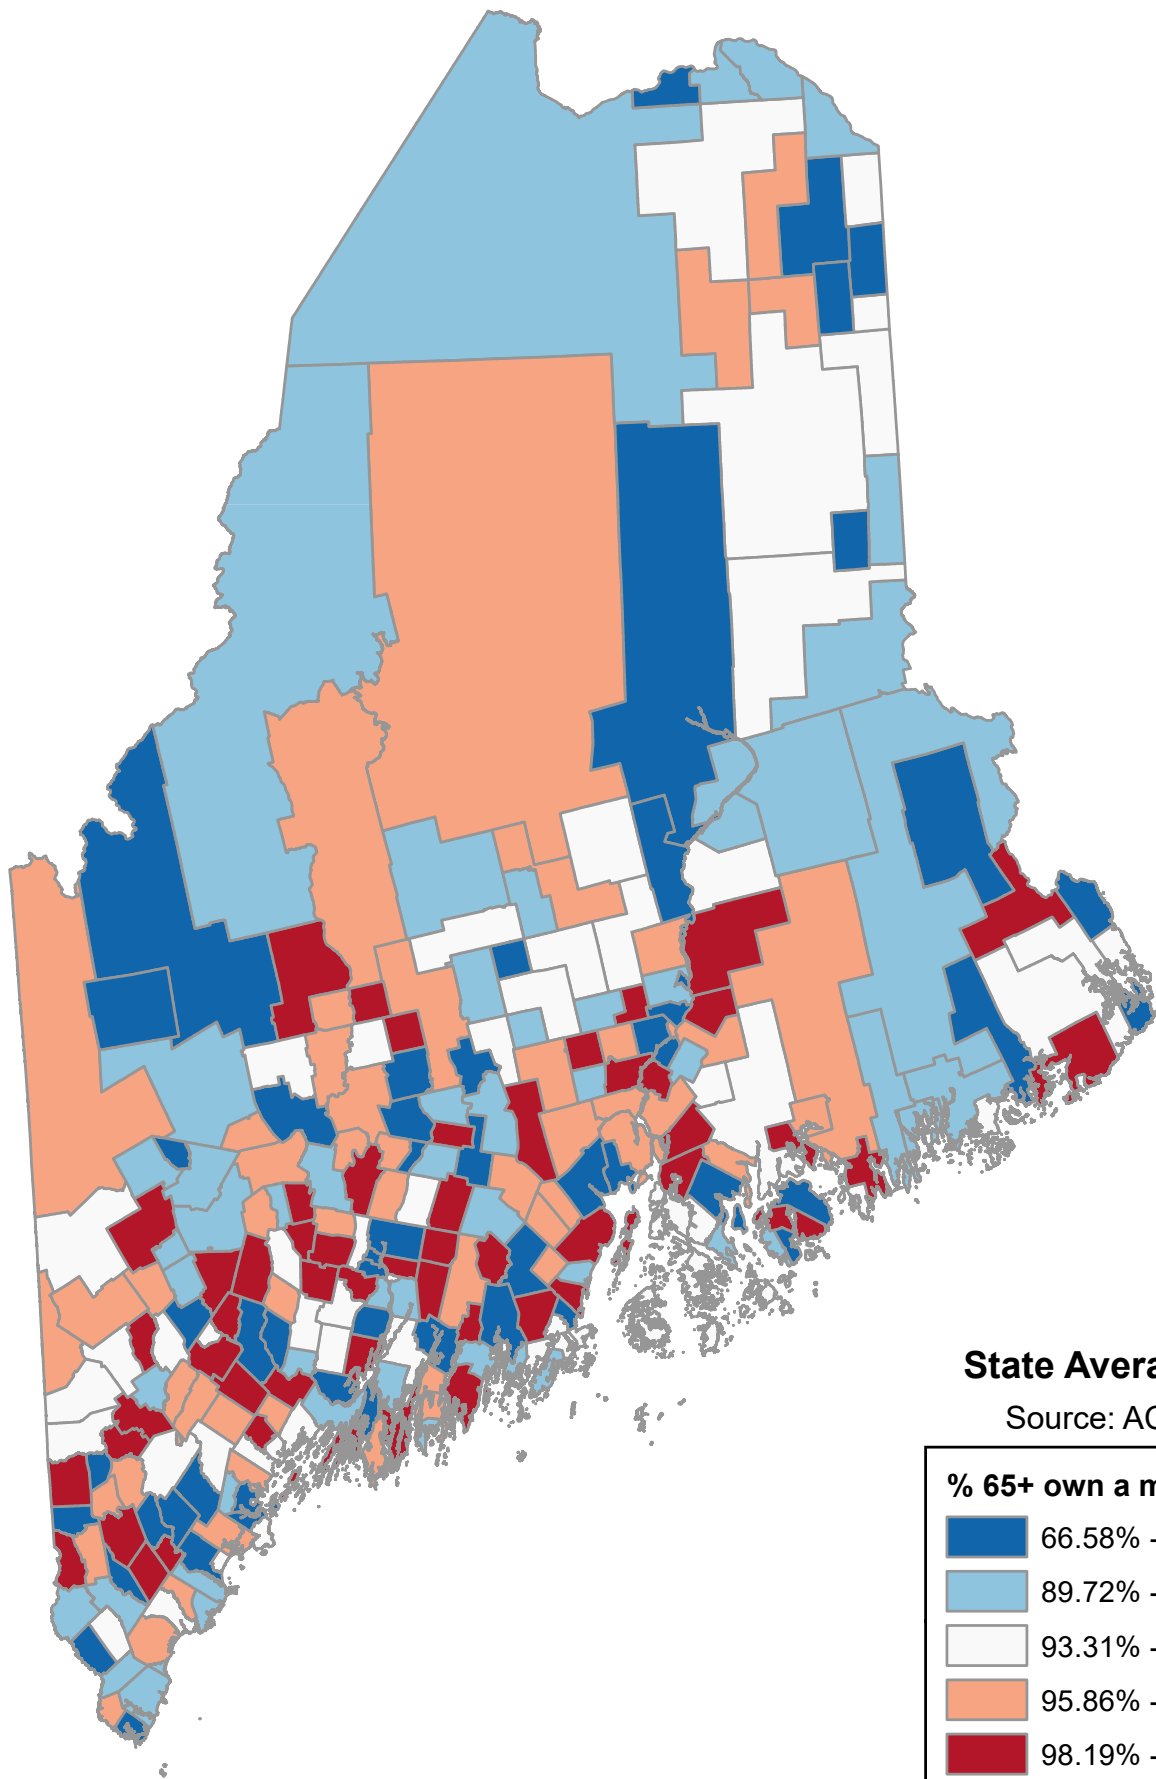 State Avera
Source: AC
% 65+ own a m
66.58% -
89.72% -
93.31% -
95.86% -
98.19% -